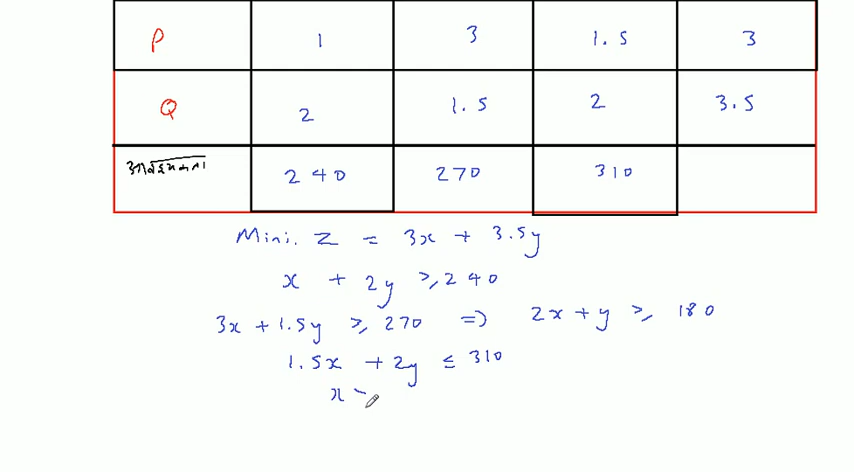 P 1 3 1.5 3
Q 2 1.5 2 3.5
आवश्यकता 240 270 310
Mini. Z = 3x + 3.5y
x + 2y ≥ 240
3x + 1.5y ≥ 270 ⇒ 2x + y ≥ 180
1.5x + 2y ≤ 310
x